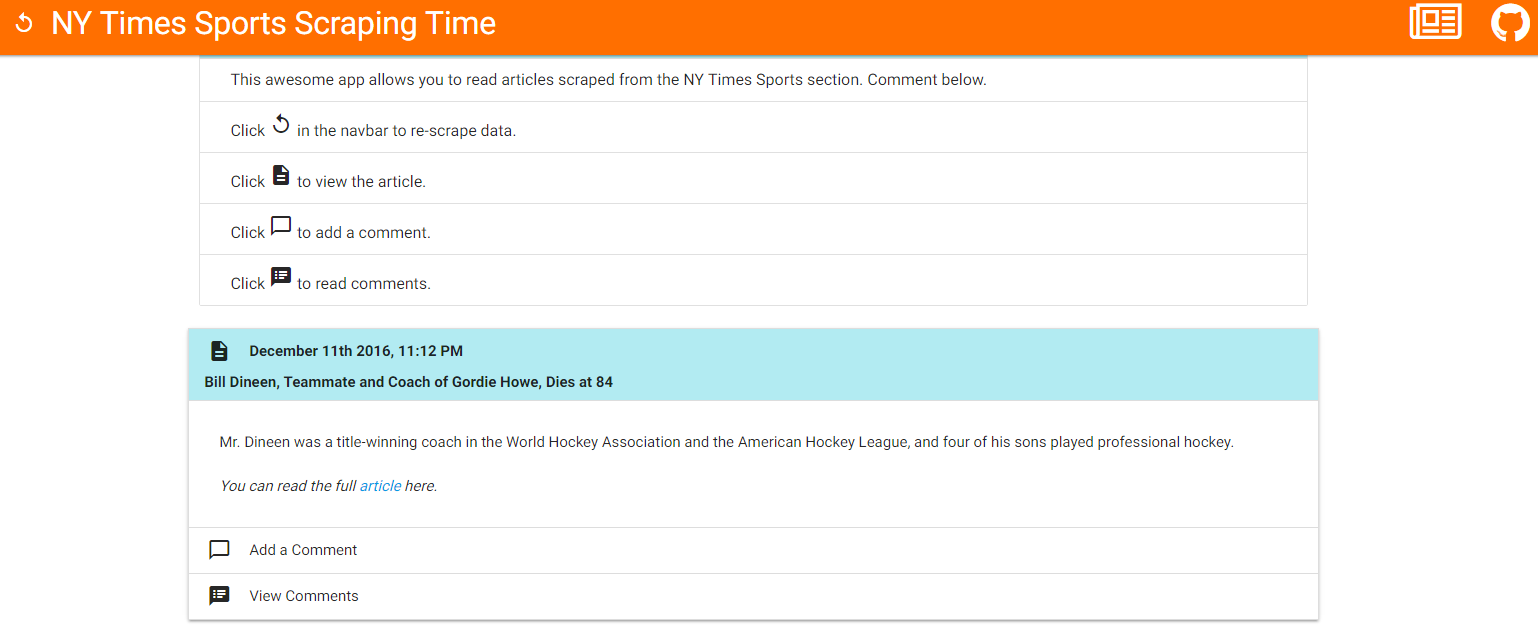 NY Times Sports Scraping Time
This awesome app allows you to read articles scraped from the NY Times Sports section. Comment below.
Click in the navbar to re-scrape data.
Click to view the article.
Click to add a comment.
Click to read comments.
December 11th 2016, 11:12 PM
Bill Dineen, Teammate and Coach of Gordie Howe, Dies at 84
Mr. Dineen was a title-winning coach in the World Hockey Association and the American Hockey League, and four of his sons played professional hockey.
You can read the full article here.
Add a Comment
View Comments